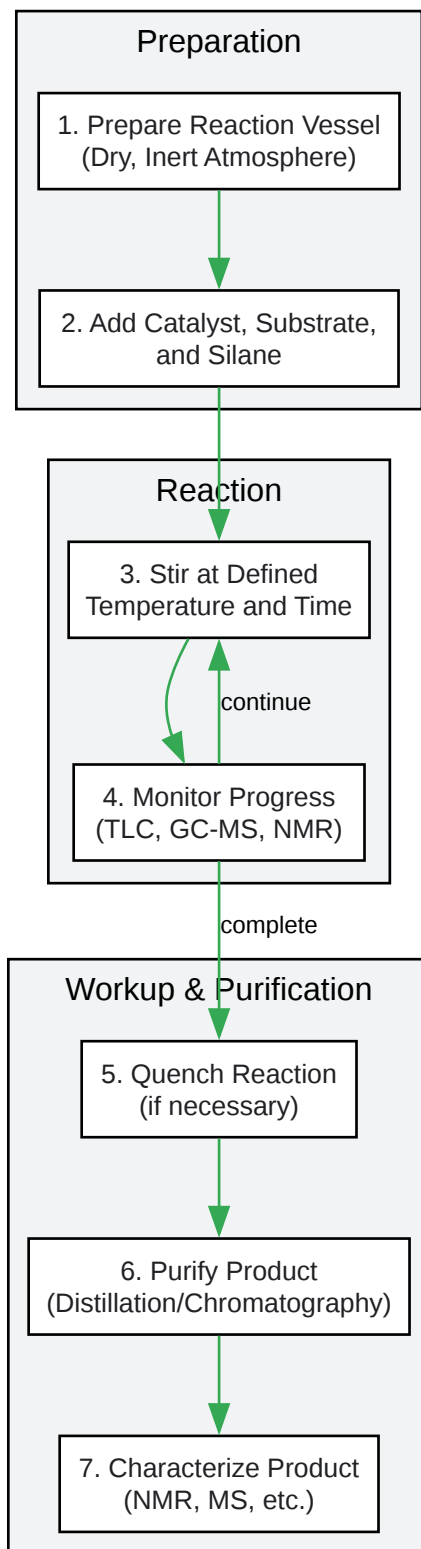 Preparation
1. Prepare Reaction Vessel
(Dry, Inert Atmosphere)
2. Add Catalyst, Substrate,
and Silane
Reaction
3. Stir at Defined
Temperature and Time
continue
4. Monitor Progress
(TLC, GC-MS, NMR)
complete
Workup & Purification
5. Quench Reaction
(if necessary)
6. Purify Product
(Distillation/Chromatography)
7. Characterize Product
(NMR, MS, etc.)